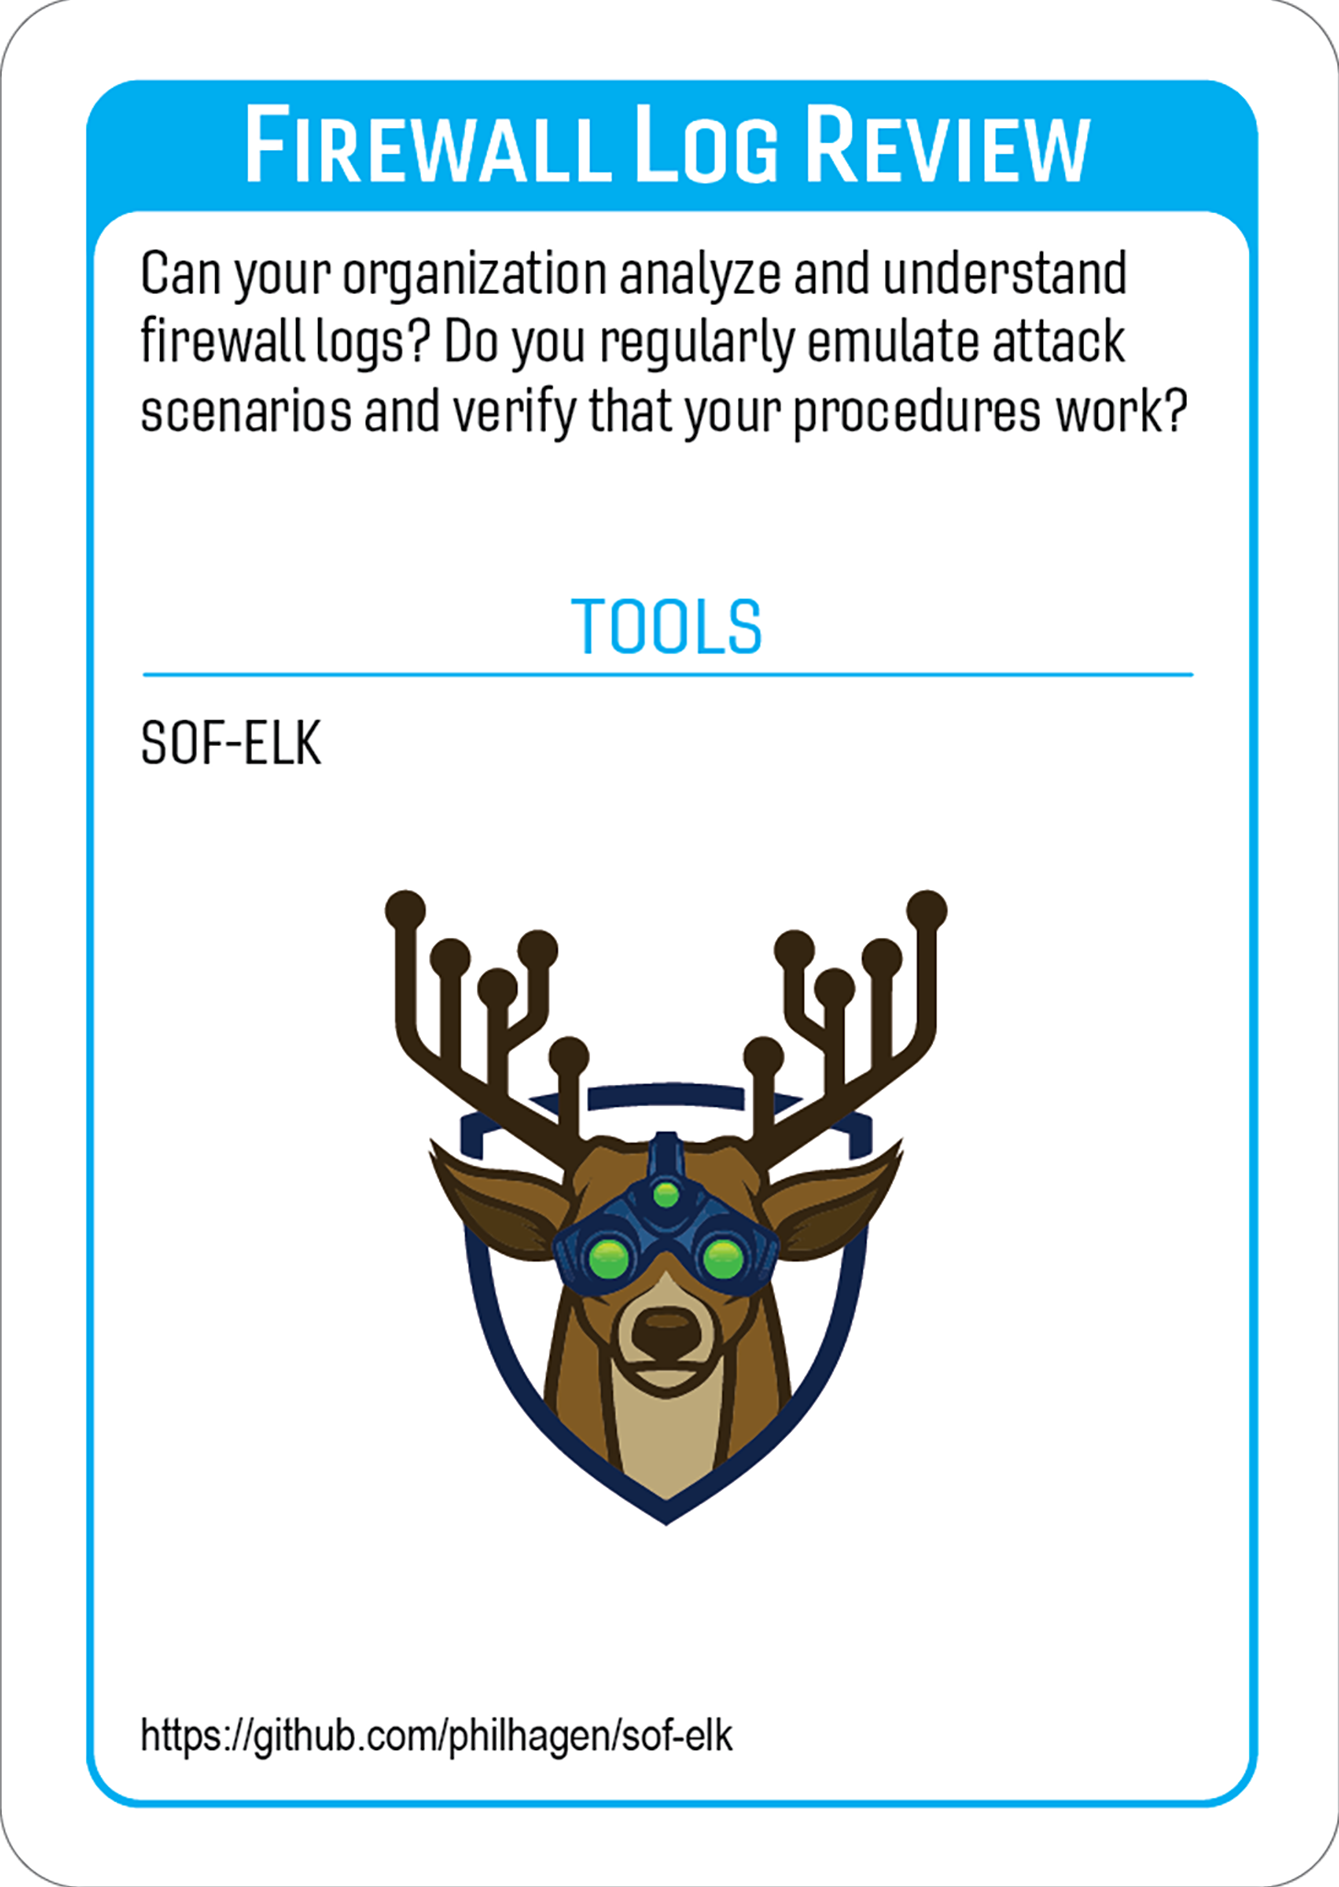 FIREWALL LOG REVIEW
Can your organization analyze and understand
firewall logs? Do you regularly emulate attack
scenarios and verify that your procedures work?
TOOLS
SOF-ELK
https://github.com/philhagen/sof-elk